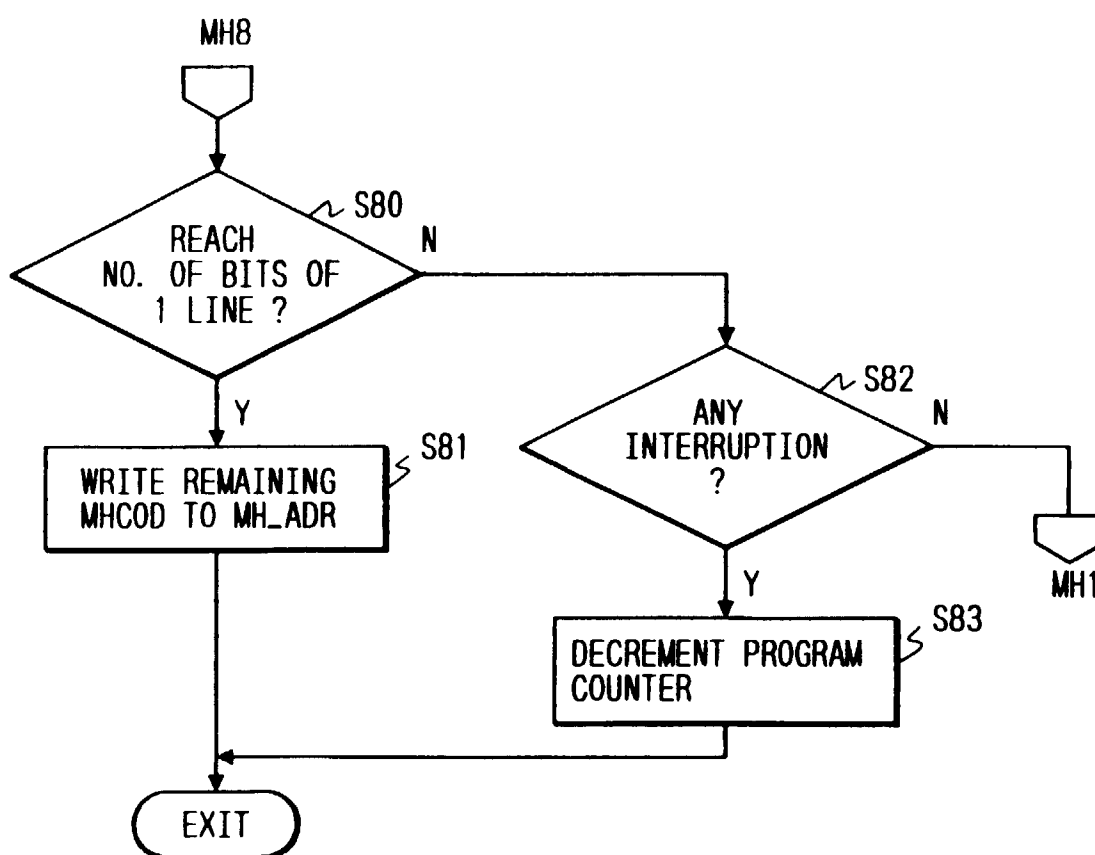 MH8
S80
REACH
NO. OF BITS OF
1 LINE ?
N
Y
S82
ANY
INTERRUPTION
?
N
S81
WRITE REMAINING
MHCOD TO MH_ADR
MH1
Y
S83
DECREMENT PROGRAM
COUNTER
EXIT